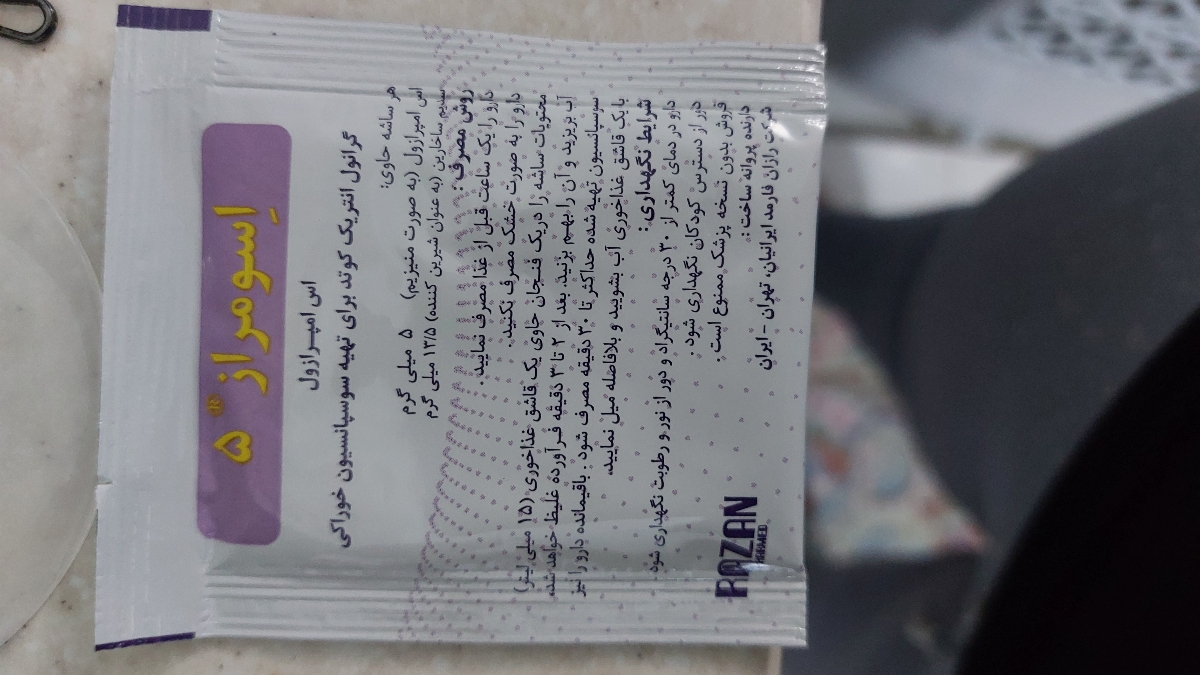 اِسومراز® ۵
اس امپرازول
گرانول انتریک کوتد برای تهیه سوسپانسیون خوراکی
هر ساشه حاوی:
اس امپرازول (به صورت منیزیم) ۵ میلی گرم
سدیم ساخارین (به عنوان شیرین کننده) ۱۳/۵ میلی گرم
روش مصرف:
دارو را یک ساعت قبل از غذا مصرف نمایید.
دارو را به صورت خشک مصرف نکنید.
محتویات ساشه را دریک فنجان حاوی یک قاشق غذاخوری (۱۵ میلی لیتر)
آب بریزید و آن را بهم بزنید. بعد از ۲ تا ۳ دقیقه فرآورده غلیظ خواهد شد.
سوسپانسیون تهیه شده حداکثر تا ۳۰ دقیقه مصرف شود. باقیمانده دارو را نیز
با یک قاشق غذاخوری آب بشویید و بلافاصله میل نمایید.
شرایط نگهداری:
دارو در دمای کمتر از ۳۰ درجه سانتیگراد و دور از نور و رطوبت نگهداری شود.
دور از دسترس کودکان نگهداری شود.
فروش بدون نسخه پزشک ممنوع است.
دارنده پروانه ساخت:
شرکت رازان فارمد ایرانیان، تهران - ایران
RAZAN
PHARMED